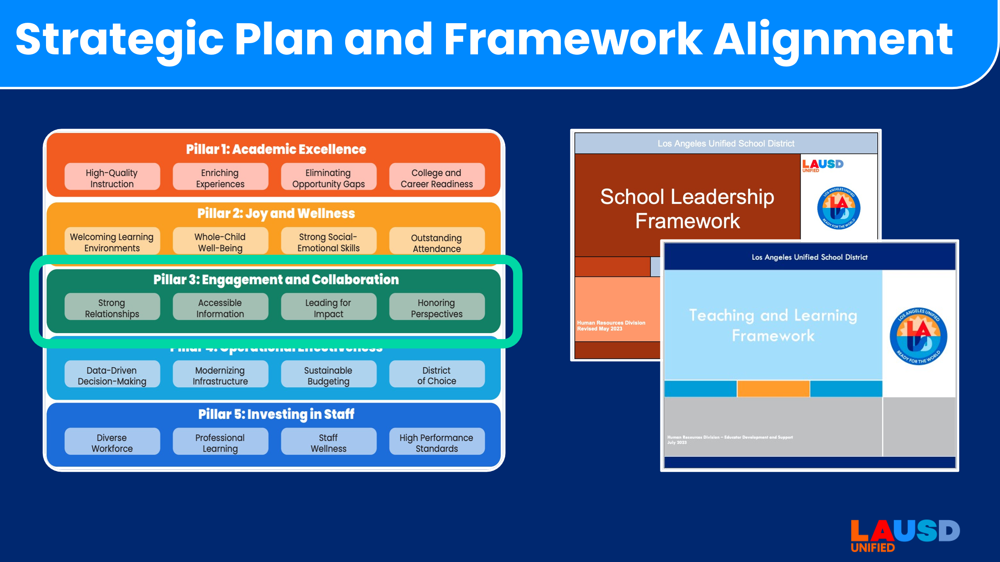 Strategic Plan and Framework Alignment
Pillar 1: Academic Excellence
High-Quality
Instruction
Enriching
Experiences
Eliminating
Opportunity Gaps
College and
Career Readiness
Pillar 2: Joy and Wellness
Welcoming Learning
Environments
Whole-Child
Well-Being
Strong Social-
Emotional Skills
Outstanding
Attendance
Pillar 3: Engagement and Collaboration
Strong
Relationships
Accessible
Information
Leading for
Impact
Honoring
Perspectives
Pillar 4: Operational Effectiveness
Data-Driven
Decision-Making
Modernizing
Infrastructure
Sustainable
Budgeting
District
of Choice
Pillar 5: Investing in Staff
Diverse
Workforce
Professional
Learning
Staff
Wellness
High Performance
Standards
Los Angeles Unified School District
School Leadership
Framework
LAUSD
UNIFIED
LOS ANGELES UNIFIED
LAUSD
READY FOR THE WORLD
Human Resources Division
Revised May 2023
Los Angeles Unified School District
Teaching and Learning
Framework
LOS ANGELES UNIFIED
LAUSD
READY FOR THE WORLD
Human Resources Division – Educator Development and Support
July 2023
LAUSD
UNIFIED